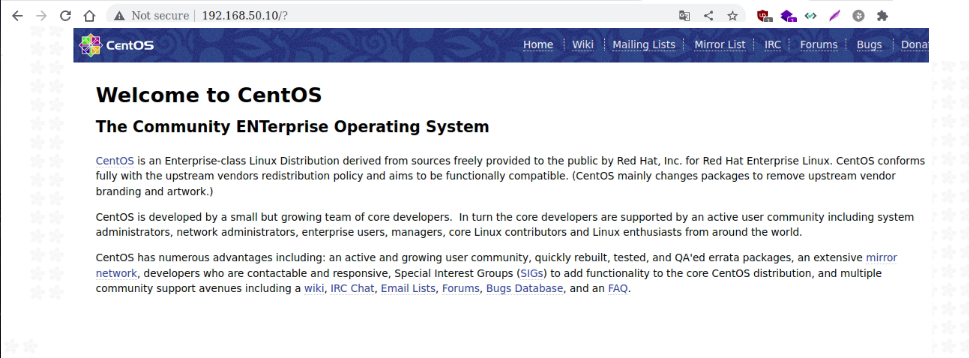 Not secure | 192.168.50.10/?
CentOS
Home Wiki Mailing Lists Mirror List IRC Forums Bugs Dona
Welcome to CentOS
The Community ENTerprise Operating System
CentOS is an Enterprise-class Linux Distribution derived from sources freely provided to the public by Red Hat, Inc. for Red Hat Enterprise Linux. CentOS conforms
fully with the upstream vendors redistribution policy and aims to be functionally compatible. (CentOS mainly changes packages to remove upstream vendor
branding and artwork.)
CentOS is developed by a small but growing team of core developers. In turn the core developers are supported by an active user community including system
administrators, network administrators, enterprise users, managers, core Linux contributors and Linux enthusiasts from around the world.
CentOS has numerous advantages including: an active and growing user community, quickly rebuilt, tested, and QA'ed errata packages, an extensive mirror
network, developers who are contactable and responsive, Special Interest Groups (SIGs) to add functionality to the core CentOS distribution, and multiple
community support avenues including a wiki, IRC Chat, Email Lists, Forums, Bugs Database, and an FAQ.